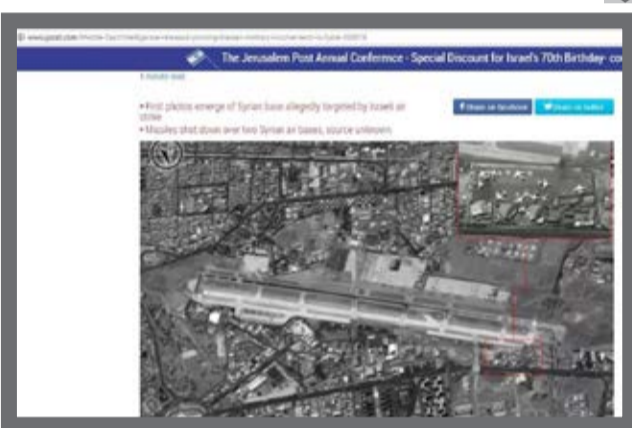 The Jerusalem Post Annual Conference - Special Discount for Israel's 70th Birthday- co
• First photos emerge of Syrian base allegedly targeted by Israeli air
strike
Share on facebook
Share on twitter
• Missiles shot down over two Syrian air bases, source unknown